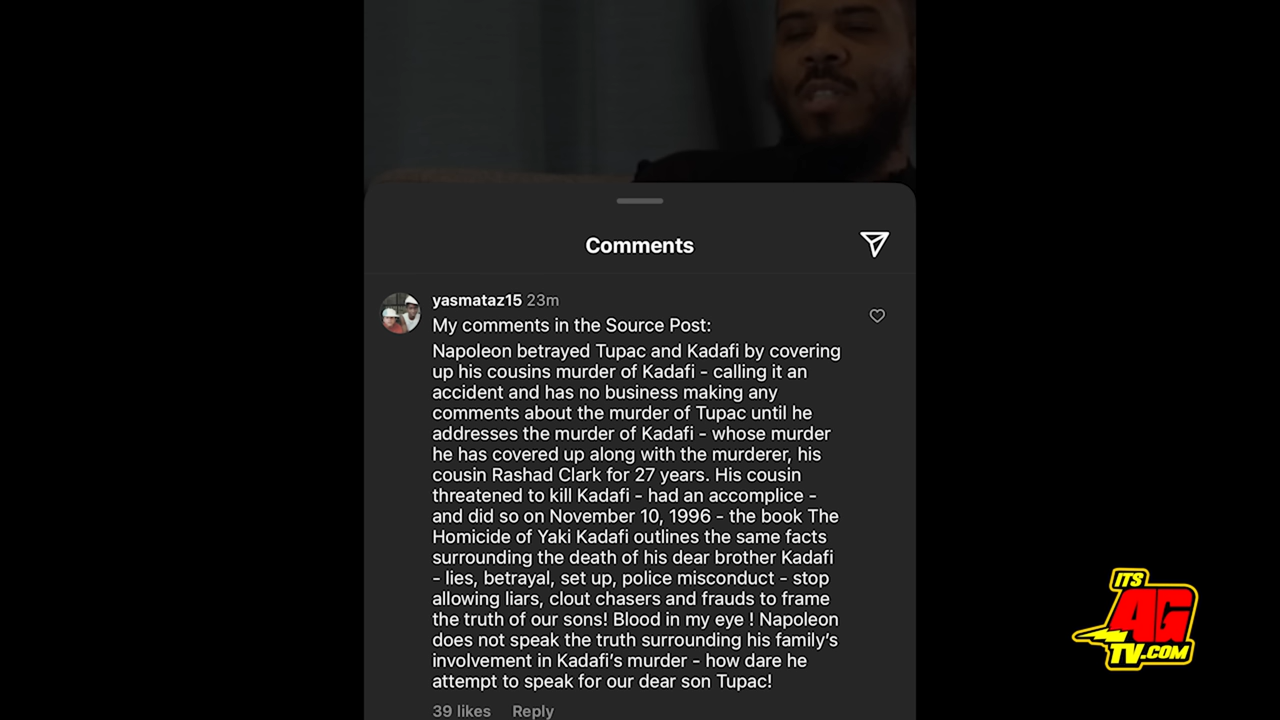 Comments
yasmataz15 23m
My comments in the Source Post:
Napoleon betrayed Tupac and Kadafi by covering
up his cousins murder of Kadafi - calling it an
accident and has no business making any
comments about the murder of Tupac until he
addresses the murder of Kadafi - whose murder
he has covered up along with the murderer, his
cousin Rashad Clark for 27 years. His cousin
threatened to kill Kadafi - had an accomplice -
and did so on November 10, 1996 - the book The
Homicide of Yaki Kadafi outlines the same facts
surrounding the death of his dear brother Kadafi
- lies, betrayal, set up, police misconduct - stop
allowing liars, clout chasers and frauds to frame
the truth of our sons! Blood in my eye ! Napoleon
does not speak the truth surrounding his family's
involvement in Kadafi's murder - how dare he
attempt to speak for our dear son Tupac!
39 likes Reply
ITS
AG
TV.COM